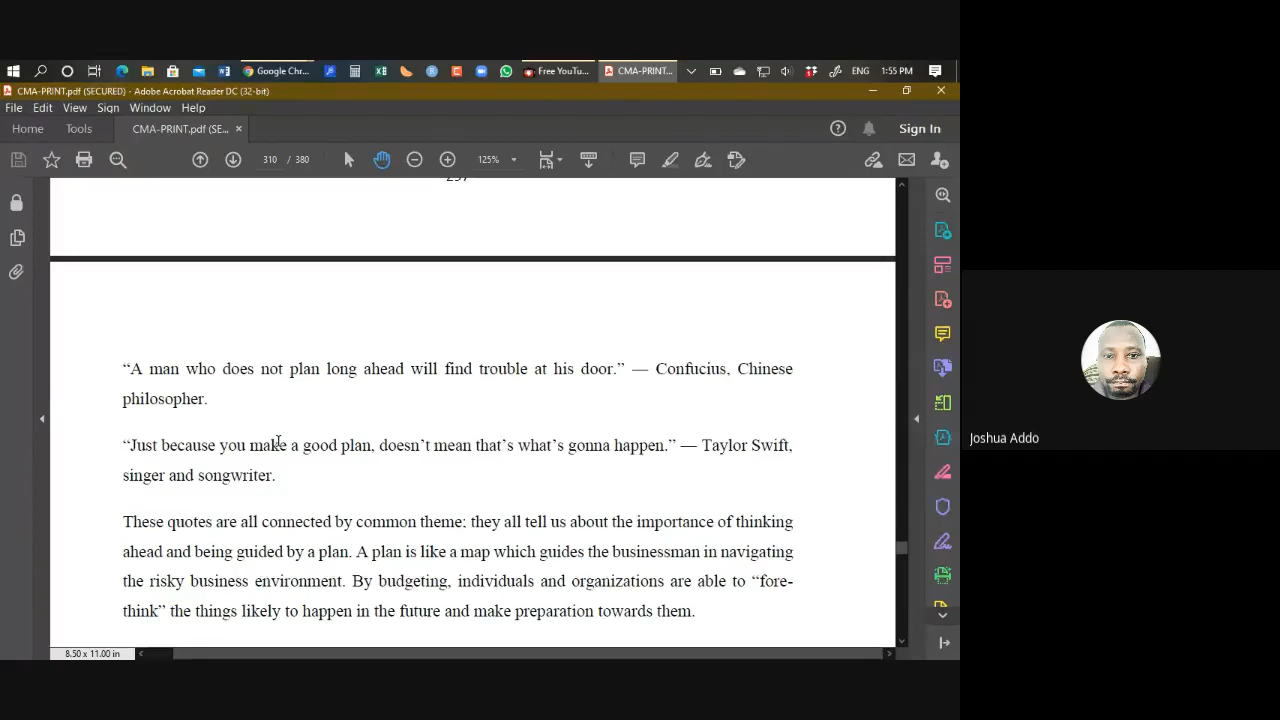 Google Chr...
Free YouTu...
CMA-PRINT...
ENG
1:55 PM
CMA-PRINT.pdf (SECURED) - Adobe Acrobat Reader DC (32-bit)
File Edit View Sign Window Help
Home Tools CMA-PRINT.pdf (SE... × Sign In
310 / 380 125%
“A man who does not plan long ahead will find trouble at his door.” — Confucius, Chinese
philosopher.
“Just because you make a good plan, doesn’t mean that’s what’s gonna happen.” — Taylor Swift,
singer and songwriter.
These quotes are all connected by common theme; they all tell us about the importance of thinking
ahead and being guided by a plan. A plan is like a map which guides the businessman in navigating
the risky business environment. By budgeting, individuals and organizations are able to “fore-
think” the things likely to happen in the future and make preparation towards them.
8.50 x 11.00 in
Joshua Addo